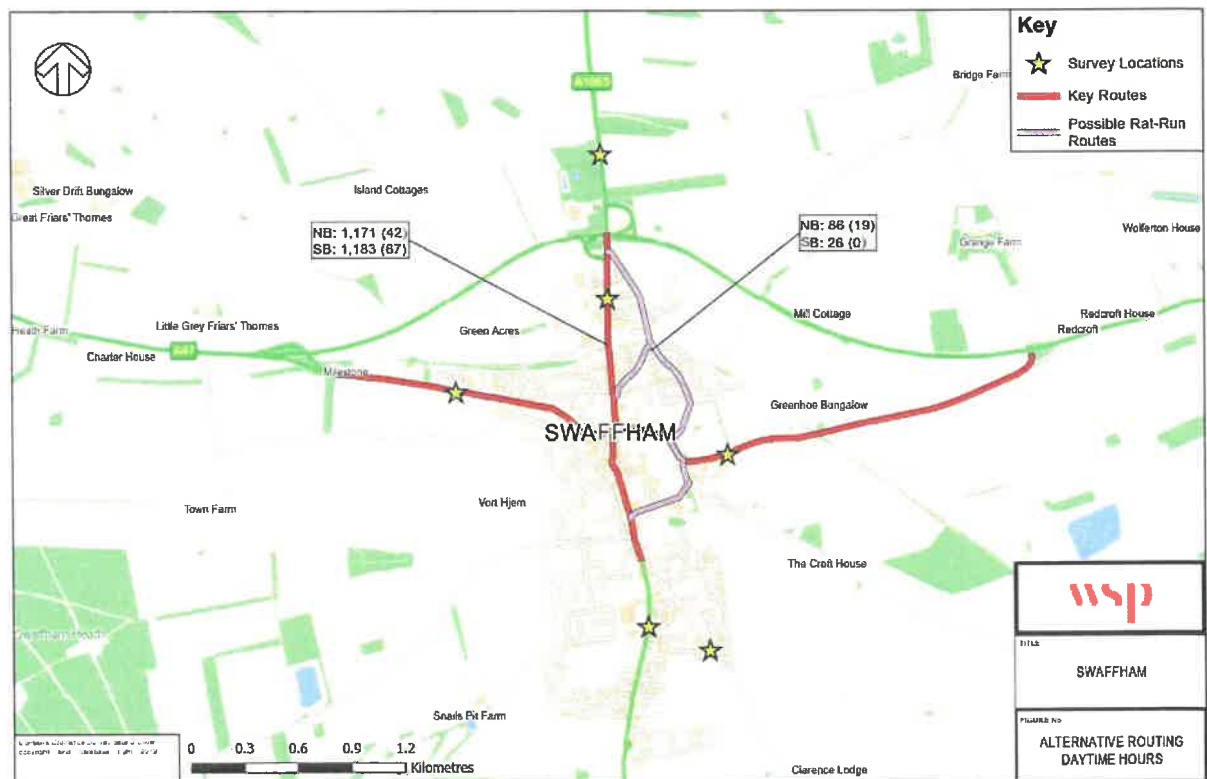 Key
Survey Locations
Key Routes
Possible Rat-Run
Routes
Bridge Farm
Silver Drift Bungalow
Great Friars' Thornes
Island Cottages
NB: 1,171 (42)
SB: 1,183 (67)
NB: 86 (19)
SB: 26 (0)
Wolferton House
Grange Farm
Heath Farm
Little Grey Friars' Thornes
Charter House
Green Acres
Mill Cottage
Redcroft House
Redcroft
Milestone
Greenhoe Bungalow
SWAFFHAM
Town Farm
Vort Hjem
The Croft House
wsp
TITLE
SWAFFHAM
Snails Pit Farm
FIGURE No
ALTERNATIVE ROUTING
DAYTIME HOURS
0 0.3 0.6 0.9 1.2
Kilometres
Clarence Lodge